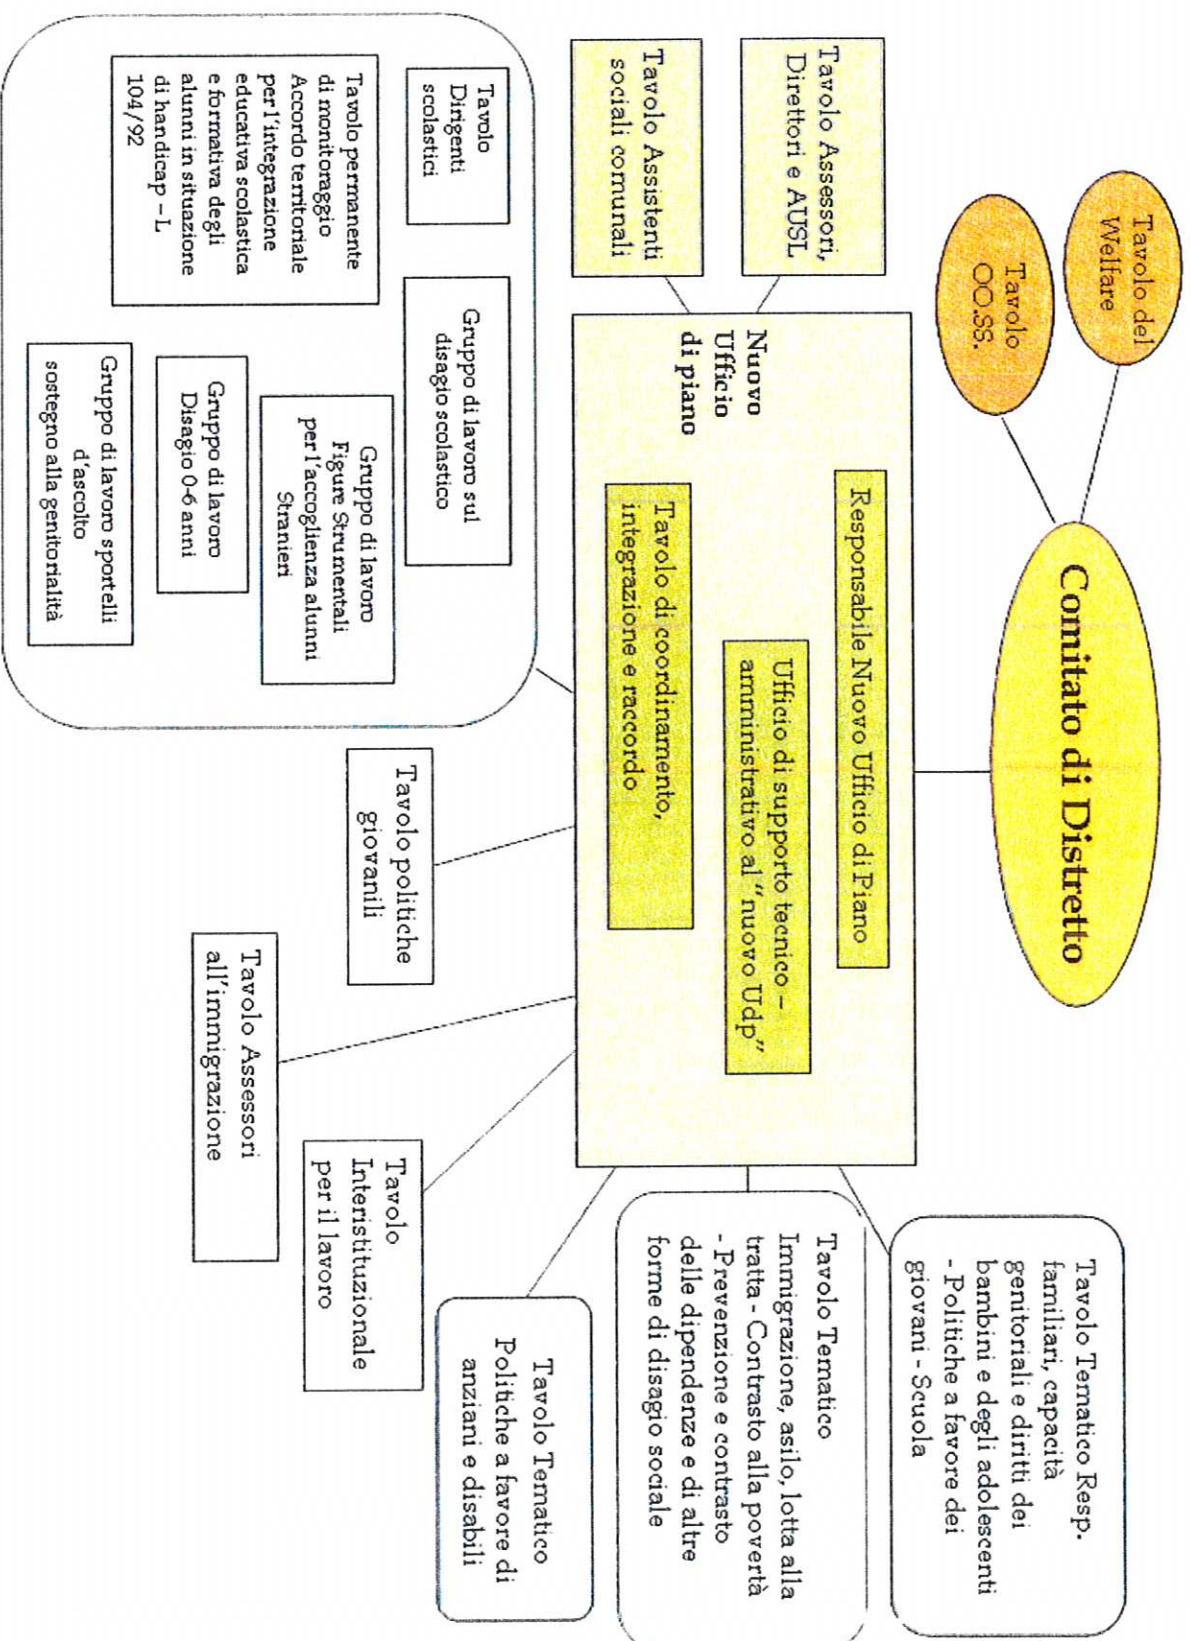 Tavolo del
Welfare
Tavolo
OO.SS.
Comitato di Distretto
Tavolo Assessori,
Direttori e AUSL
Tavolo Assistenti
sociali comunali
Nuovo
Ufficio
di piano
Responsabile Nuovo Ufficio di Piano
Ufficio di supporto tecnico –
amministrativo al "nuovo Udp"
Tavolo di coordinamento,
integrazione e raccordo
Tavolo Tematico Resp.
familiari, capacità
genitoriali e diritti dei
bambini e degli adolescenti
- Politiche a favore dei
giovani - Scuola
Tavolo Tematico
Immigrazione, asilo, lotta alla
tratta - Contrasto alla povertà
- Prevenzione e contrasto
delle dipendenze e di altre
forme di disagio sociale
Tavolo Tematico
Politiche a favore di
anziani e disabili
Tavolo
Interistituzionale
per il lavoro
Tavolo Assessori
all'immigrazione
Tavolo politiche
giovanili
Tavolo
Dirigenti
scolastici
Gruppo di lavoro sul
disagio scolastico
Tavolo permanente
di monitoraggio
Accordo territoriale
per l'integrazione
educativa scolastica
e formativa degli
alunni in situazione
di handicap – L
104/92
Gruppo di lavoro
Figure Strumentali
per l'accoglienza alunni
Stranieri
Gruppo di lavoro
Disagio 0-6 anni
Gruppo di lavoro sportelli
d'ascolto
sostegno alla genitorialità